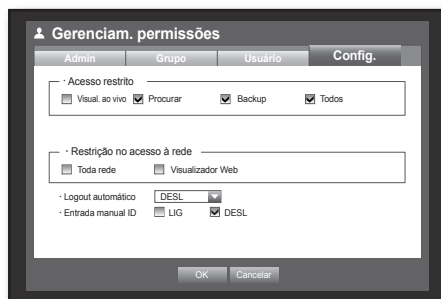 Gerenciam. permissões
Admin Grupo Usuário Config.
· Acesso restrito
Visual. ao vivo Procurar Backup Todos
· Restrição no acesso à rede
Toda rede Visualizador Web
· Logout automático DESL
· Entrada manual ID LIG DESL
OK Cancelar